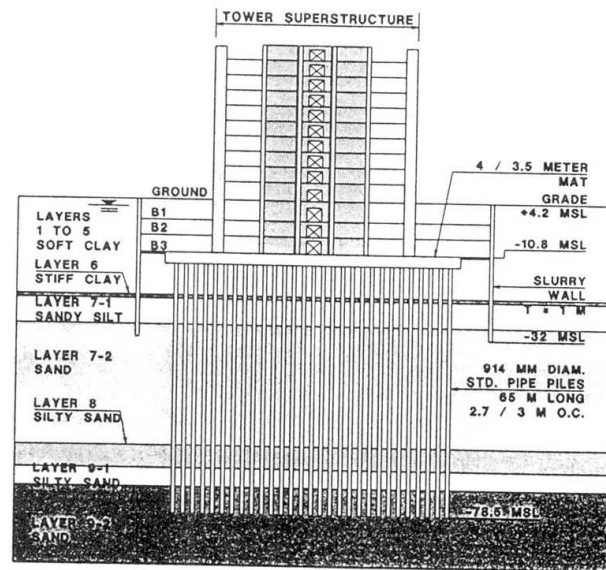 TOWER SUPERSTRUCTURE
4 / 3.5 METER
MAT
GROUND
GRADE
+4.2 MSL
LAYERS
1 TO 5
SOFT CLAY
B1
B2
B3
-10.8 MSL
LAYER 6
STIFF CLAY
SLURRY
WALL
T = 1 M
LAYER 7-1
SANDY SILT
-32 MSL
LAYER 7-2
SAND
914 MM DIAM.
STD. PIPE PILES
65 M LONG
2.7 / 3 M O.C.
LAYER 8
SILTY SAND
LAYER 9-1
SILTY SAND
-78.5 MSL
LAYER 9-2
SAND